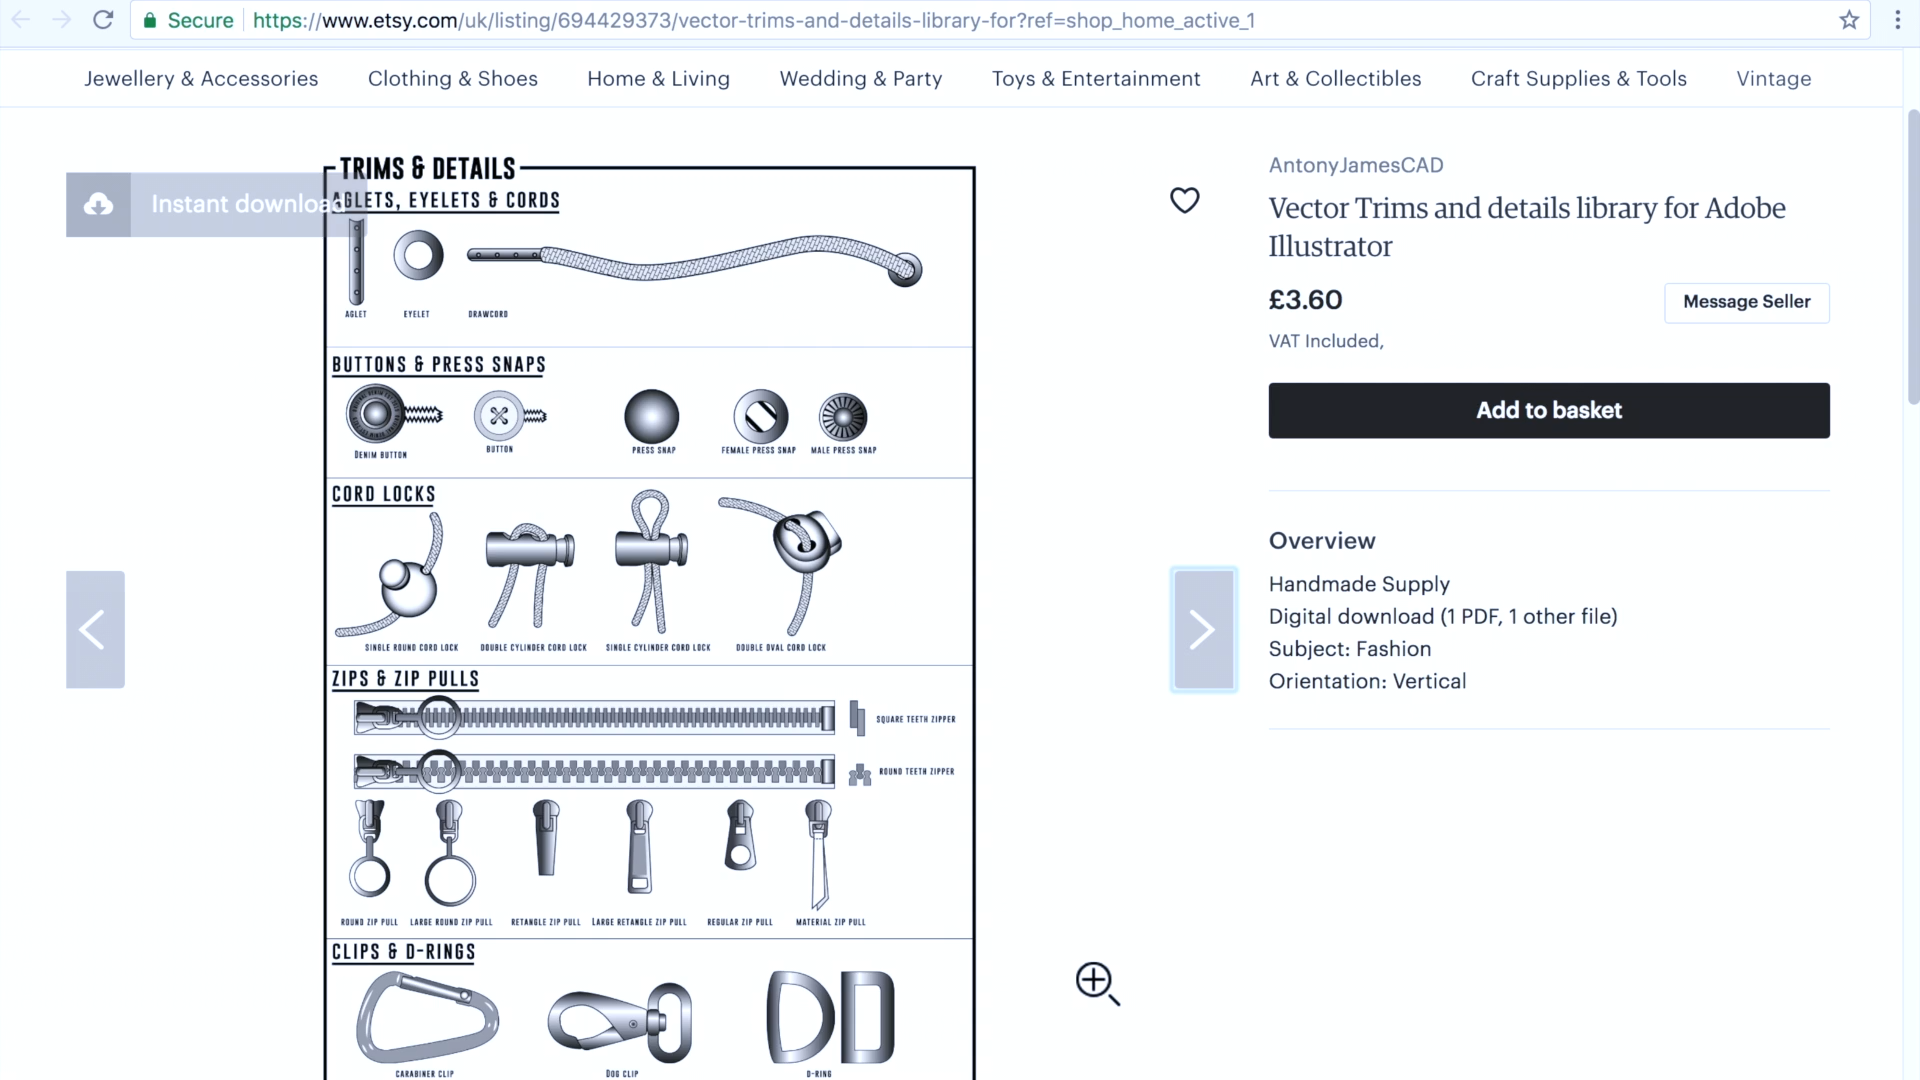 Secure https://www.etsy.com/uk/listing/694429373/vector-trims-and-details-library-for?ref=shop_home_active_1
Jewellery & Accessories Clothing & Shoes Home & Living Wedding & Party Toys & Entertainment Art & Collectibles Craft Supplies & Tools Vintage
Instant download
TRIMS & DETAILS
AGLETS, EYELETS & CORDS
AGLET EYELET DRAWCORD
BUTTONS & PRESS SNAPS
DENIM BUTTON BUTTON PRESS SNAP FEMALE PRESS SNAP MALE PRESS SNAP
CORD LOCKS
SINGLE ROUND CORD LOCK DOUBLE CYLINDER CORD LOCK SINGLE CYLINDER CORD LOCK DOUBLE OVAL CORD LOCK
ZIPS & ZIP PULLS
SQUARE TEETH ZIPPER
ROUND TEETH ZIPPER
ROUND ZIP PULL LARGE ROUND ZIP PULL RETANGLE ZIP PULL LARGE RETANGLE ZIP PULL REGULAR ZIP PULL MATERIAL ZIP PULL
CLIPS & D-RINGS
CARABINER CLIP DOG CLIP D-RING
AntonyJamesCAD
Vector Trims and details library for Adobe
Illustrator
£3.60
Message Seller
VAT Included,
Add to basket
Overview
Handmade Supply
Digital download (1 PDF, 1 other file)
Subject: Fashion
Orientation: Vertical